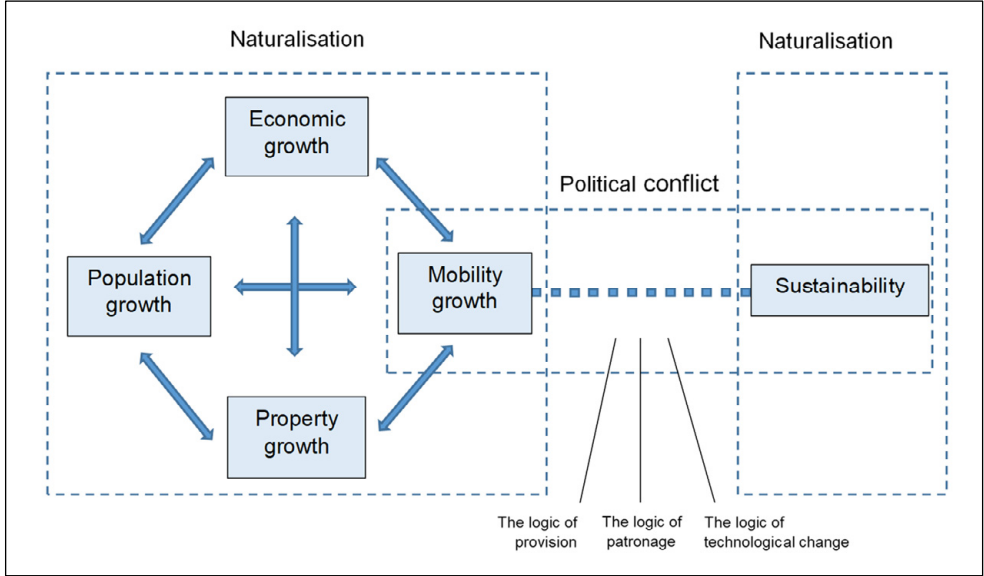 Naturalisation
Naturalisation
Economic
growth
Political conflict
Population
growth
Mobility
growth
Sustainability
Property
growth
The logic of
provision
The logic of
patronage
The logic of
technological change